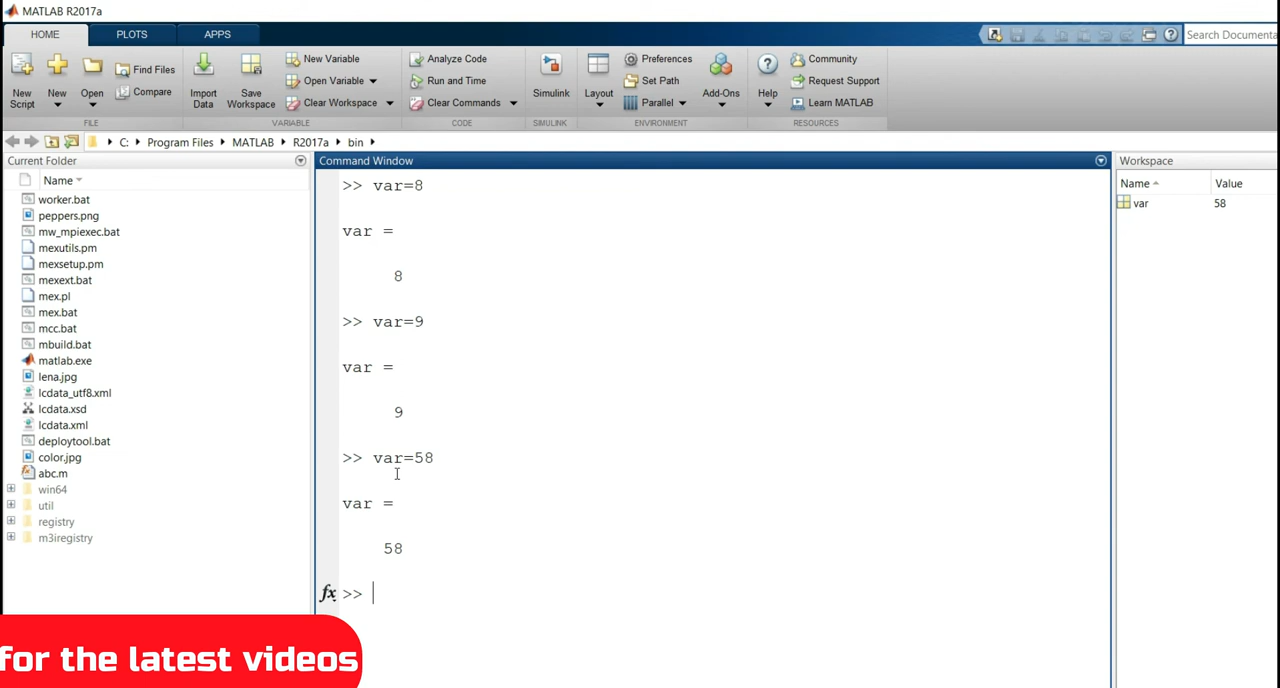 MATLAB R2017a
HOME PLOTS APPS
Search Documenta
New Script
New
Open
Find Files
Compare
FILE
Import Data
Save Workspace
New Variable
Open Variable
Clear Workspace
VARIABLE
Analyze Code
Run and Time
Clear Commands
CODE
Simulink
SIMULINK
Layout
Preferences
Set Path
Parallel
Add-Ons
ENVIRONMENT
Help
Community
Request Support
Learn MATLAB
RESOURCES
C: Program Files MATLAB R2017a bin
Current Folder
Name
worker.bat
peppers.png
mw_mpiexec.bat
mexutils.pm
mexsetup.pm
mexext.bat
mex.pl
mex.bat
mcc.bat
mbuild.bat
matlab.exe
lena.jpg
lcdata_utf8.xml
lcdata.xsd
lcdata.xml
deploytool.bat
color.jpg
abc.m
win64
util
registry
m3iregistry
Command Window
>> var=8
var =
8
>> var=9
var =
9
>> var=58
var =
58
fx >>
Workspace
Name Value
var 58
for the latest videos